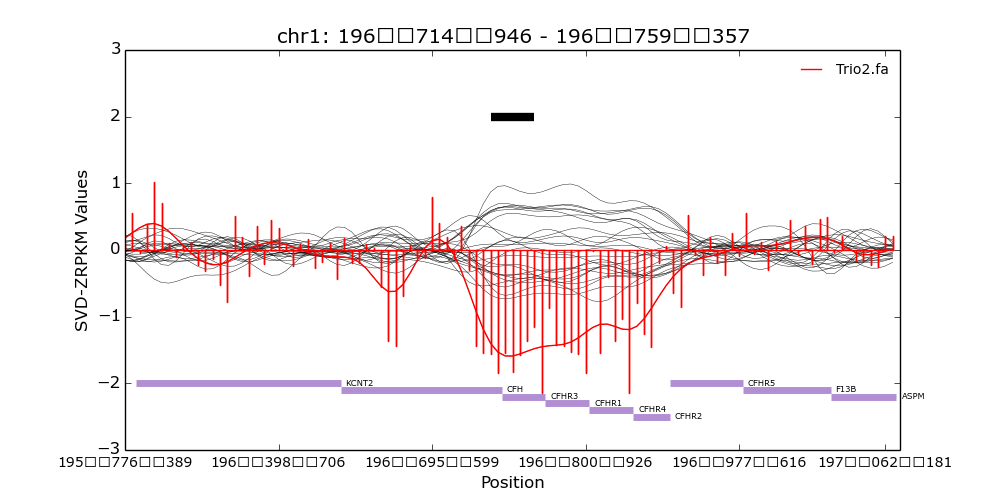 chr1: 196□□714□□946 - 196□□759□□357
3
Trio2.fa
2
1
0
−1
−2
−3
SVD-ZRPKM Values
KCNT2
CFH
CFHR3
CFHR1
CFHR4
CFHR2
CFHR5
F13B
ASPM
195□□776□□389
196□□398□□706
196□□695□□599
196□□800□□926
196□□977□□616
197□□062□□181
Position